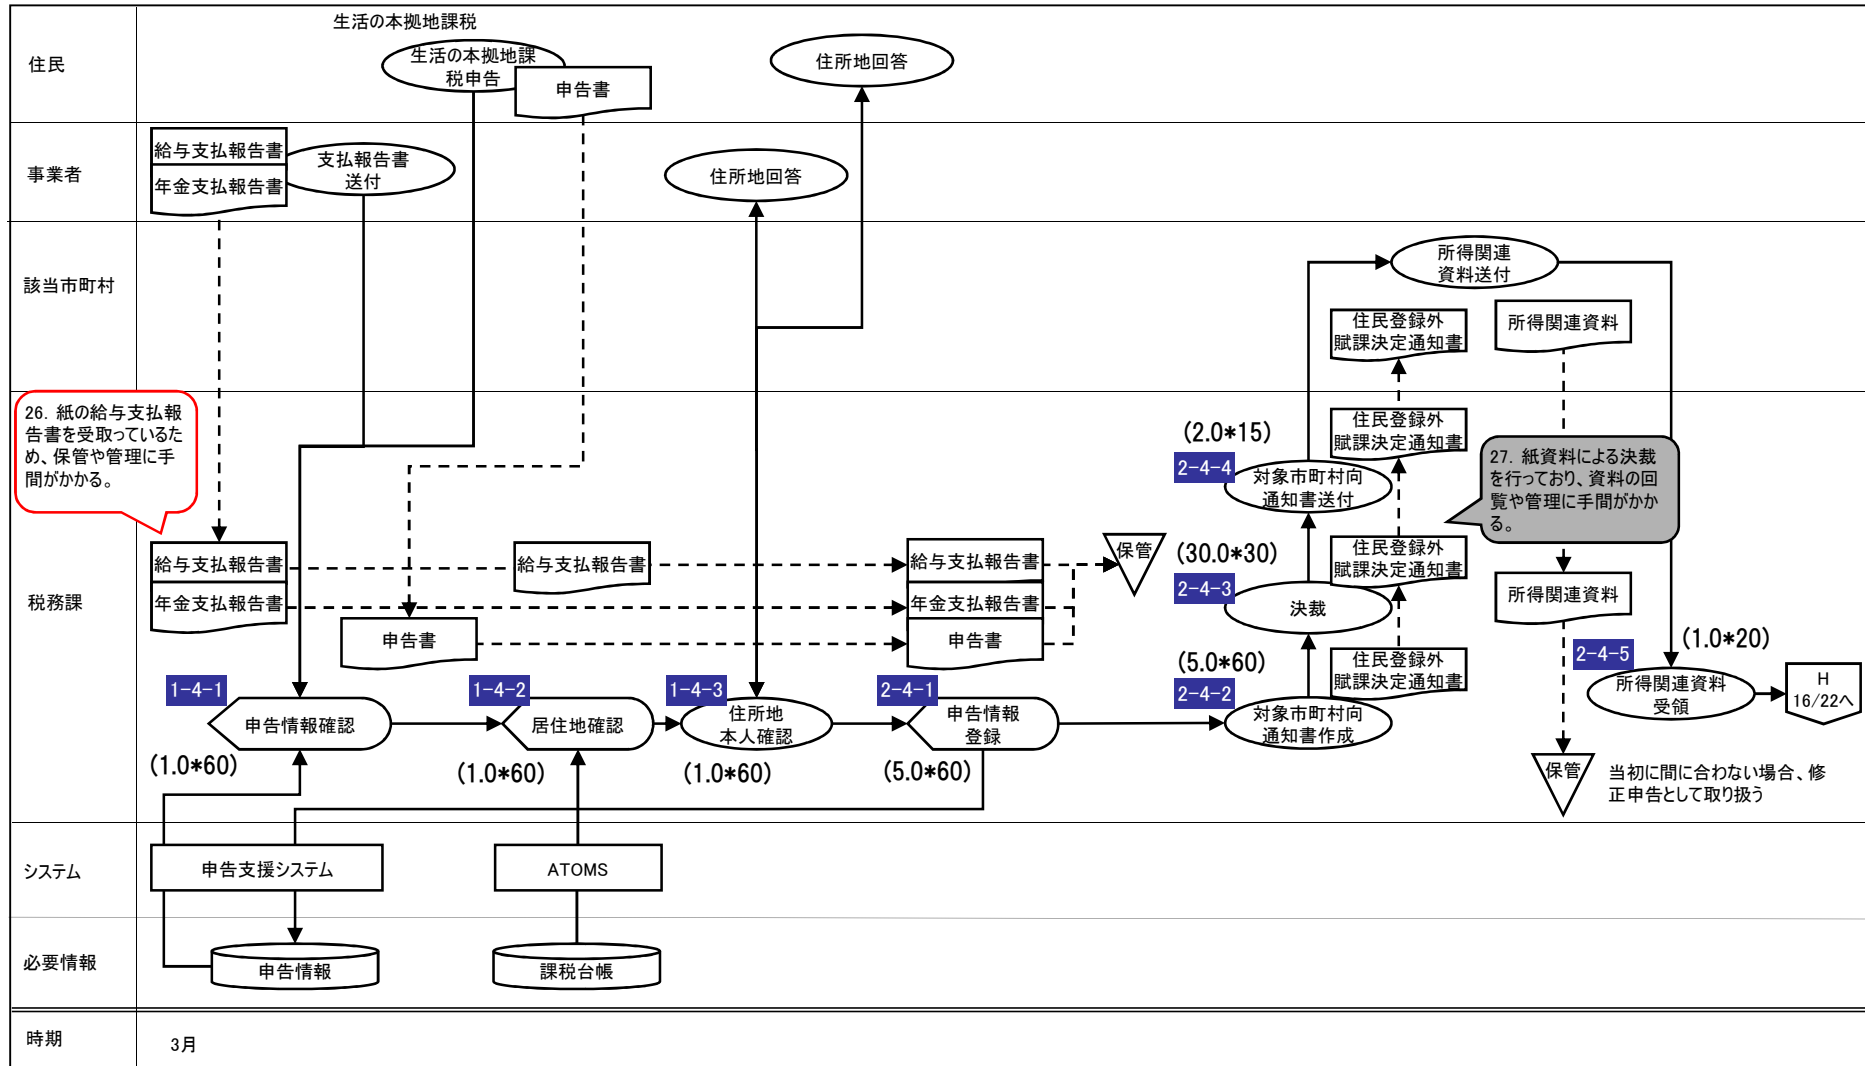 生活の本拠地課税
住民
生活の本拠地課
税申告
申告書
住所地回答
事業者
給与支払報告書
年金支払報告書
支払報告書
送付
住所地回答
該当市町村
所得関連
資料送付
住民登録外
賦課決定通知書
所得関連資料
税務課
26. 紙の給与支払報
告書を受取っているた
め、保管や管理に手
間がかかる。
(2.0*15)
2-4-4
対象市町村向
通知書送付
住民登録外
賦課決定通知書
27. 紙資料による決裁
を行っており、資料の回
覧や管理に手間がかか
る。
給与支払報告書
年金支払報告書
給与支払報告書
申告書
給与支払報告書
年金支払報告書
申告書
保管
(30.0*30)
2-4-3
決裁
住民登録外
賦課決定通知書
所得関連資料
(5.0*60)
2-4-2
対象市町村向
通知書作成
住民登録外
賦課決定通知書
2-4-5
(1.0*20)
所得関連資料
受領
H
16/22へ
1-4-1
申告情報確認
(1.0*60)
1-4-2
居住地確認
(1.0*60)
1-4-3
住所地
本人確認
(1.0*60)
2-4-1
申告情報
登録
(5.0*60)
保管
当初に間に合わない場合、修
正申告として取り扱う
システム
申告支援システム
ATOMS
必要情報
申告情報
課税台帳
時期
3月